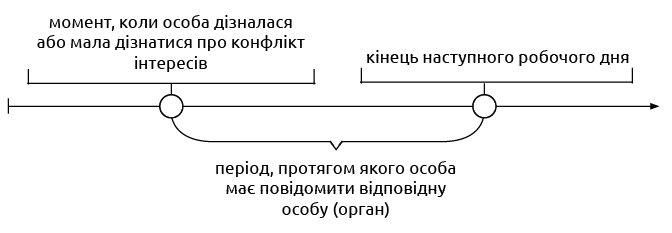 момент, коли особа дізналася
або мала дізнатися про конфлікт
інтересів
кінець наступного робочого дня
період, протягом якого особа
має повідомити відповідну
особу (орган)